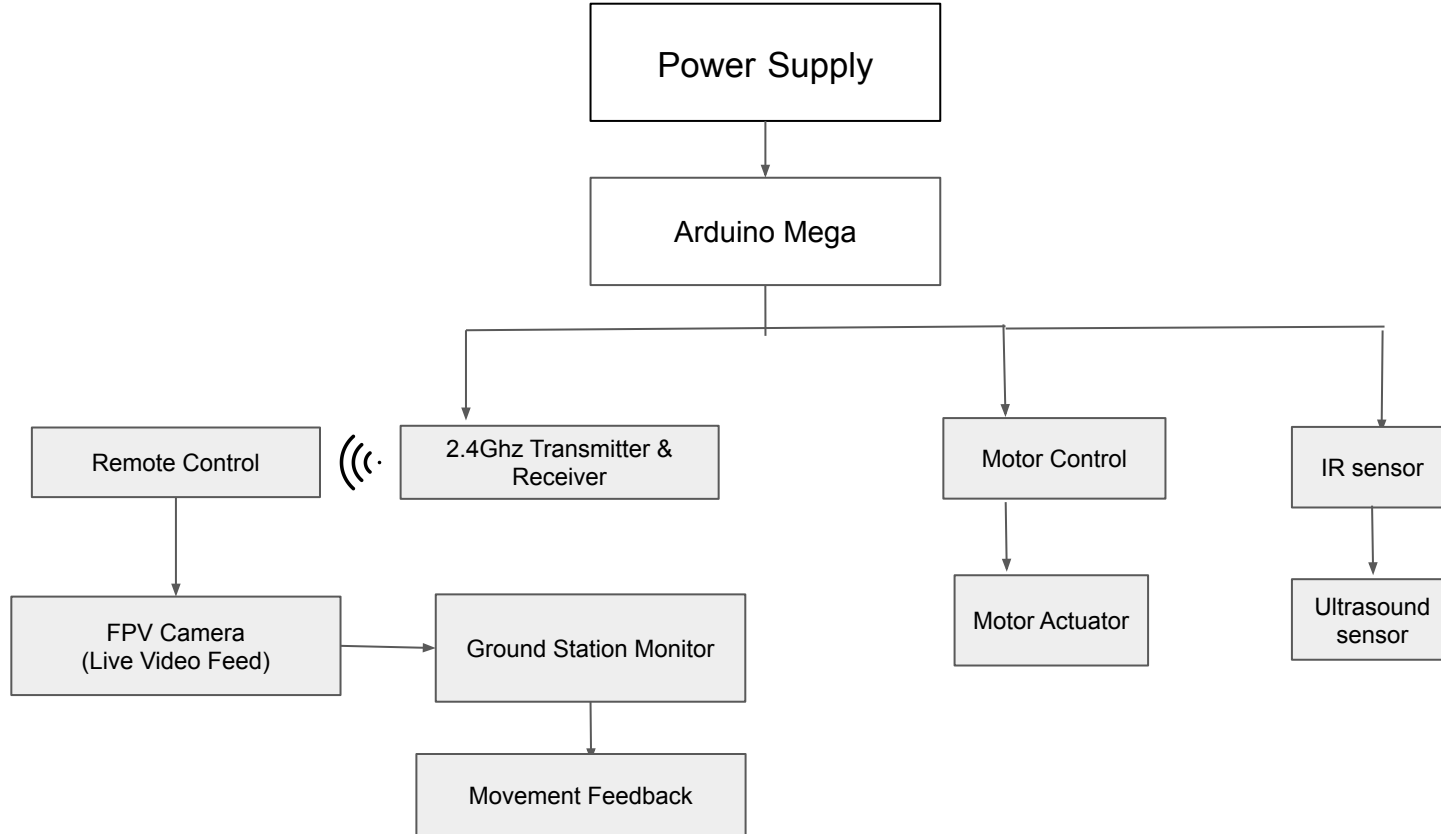 Power Supply
Arduino Mega
Remote Control
2.4Ghz Transmitter &
Receiver
Motor Control
IR sensor
FPV Camera
(Live Video Feed)
Ground Station Monitor
Motor Actuator
Ultrasound
sensor
Movement Feedback